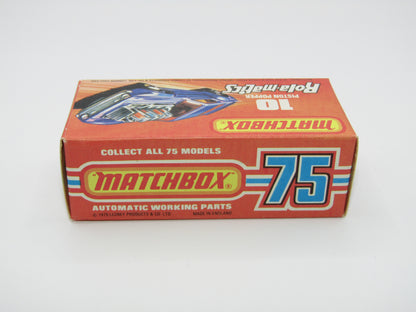 Rola-matics
PISTON POPPER
10
MATCHBOX
COLLECT ALL 75 MODELS
MATCHBOX®
75
AUTOMATIC WORKING PARTS
LESNEY PRODUCTS & CO. LTD. MADE IN ENGLAND